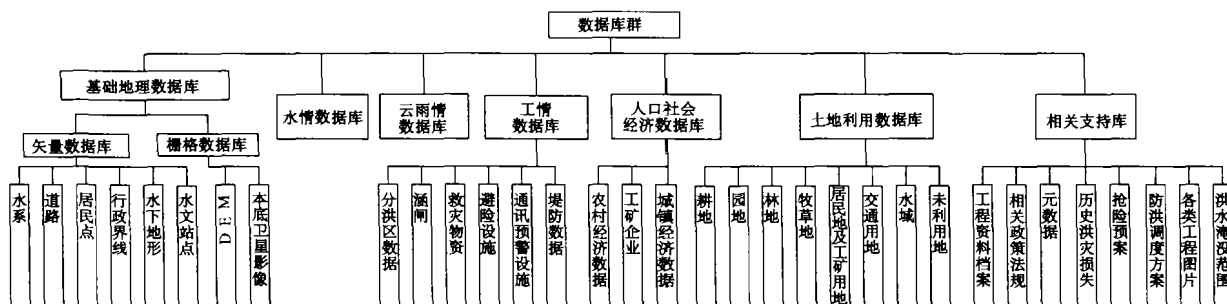 数据库群
基础地理数据库
水情数据库
云雨情
数据库
工情
数据库
人口社会
经济数据库
土地利用数据库
相关支持库
矢量数据库
栅格数据库
水系
道路
居民点
行政界线
水下地形
水文站点
DEM
本底卫星影像
分洪区数据
涵闸
救灾物资
避险设施
通讯预警设施
堤防数据
农村经济数据
工矿企业
城镇经济数据
耕地
园地
林地
牧草地
居民地及工矿用地
交通用地
水域
未利用地
工程资料档案
相关政策法规
元数据
历史洪灾损失
抢险预案
防洪调度方案
各类工程图片
洪水淹没范围